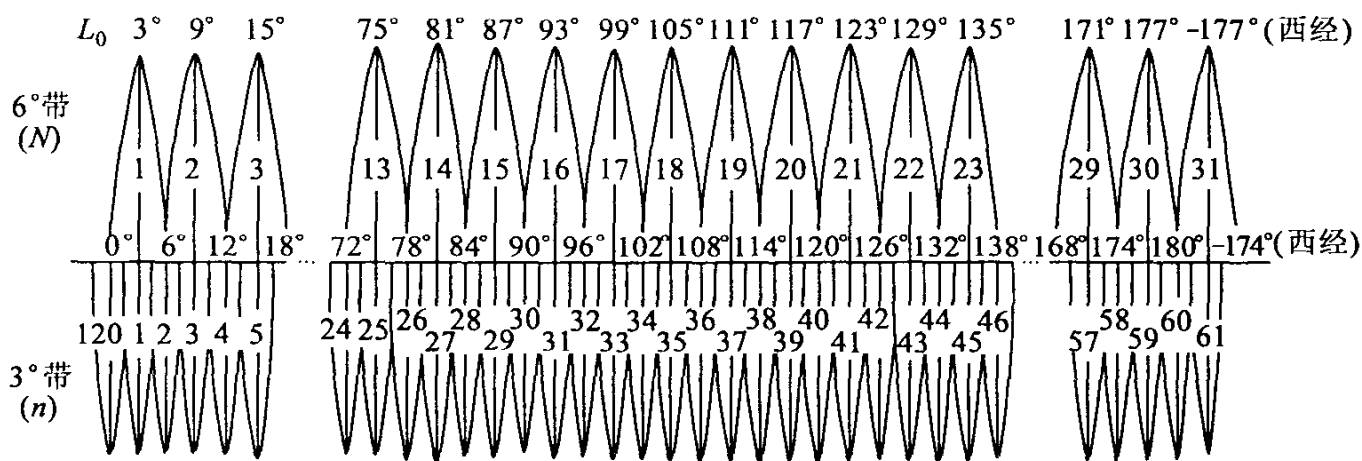 L₀ 3° 9° 15° 75° 81° 87° 93° 99° 105° 111° 117° 123° 129° 135° 171° 177° -177° (西经)
6°带
(N)
1 2 3 13 14 15 16 17 18 19 20 21 22 23 29 30 31
0° 6° 12° 18° ... 72° 78° 84° 90° 96° 102° 108° 114° 120° 126° 132° 138° ... 168° 174° 180° -174° (西经)
120 1 2 3 4 5 24 25 26 27 28 29 30 31 32 33 34 35 36 37 38 39 40 41 42 43 44 45 46 57 58 59 60 61
3°带
(n)